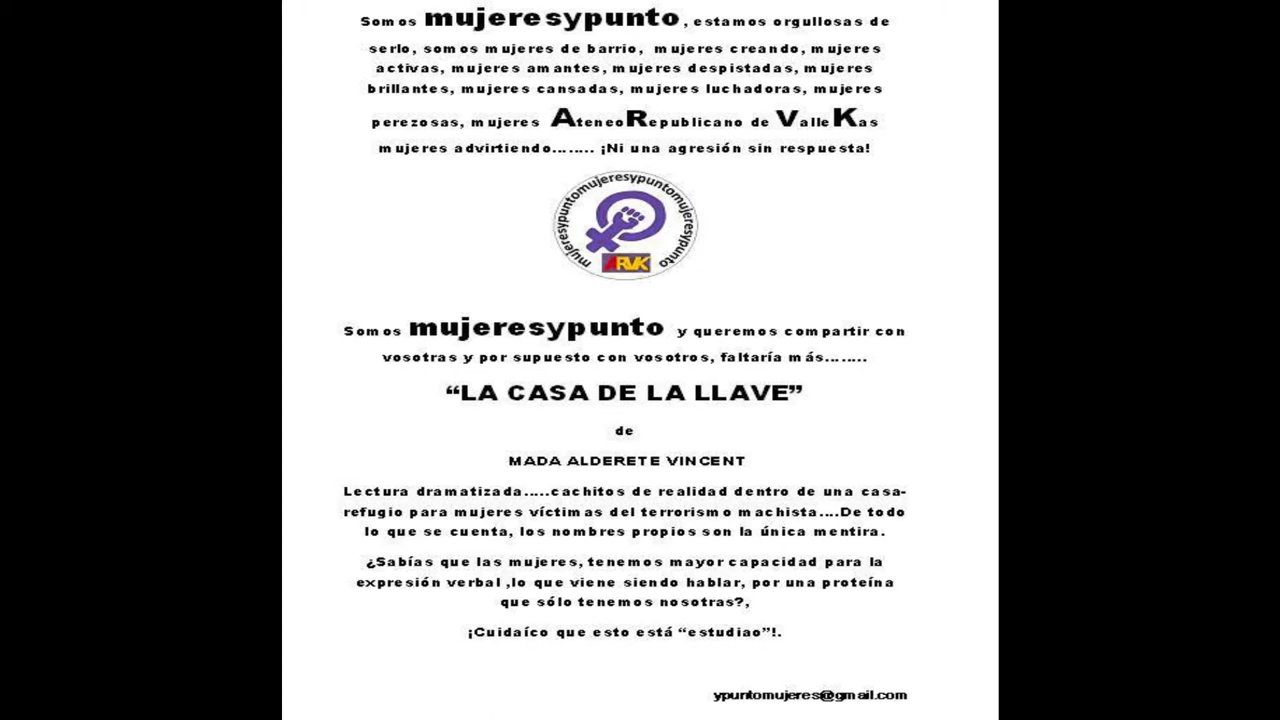 Somos mujeresypunto, estamos orgullosas de
serlo, somos mujeres de barrio, mujeres creando, mujeres
activas, mujeres amantes, mujeres despistadas, mujeres
brillantes, mujeres cansadas, mujeres luchadoras, mujeres
perezosas, mujeres AteneoRepublicano de ValleKas
mujeres advirtiendo........ ¡Ni una agresión sin respuesta!
mujeresypuntomujeresypuntomujeresypunto
ARVK
Somos mujeresypunto y queremos compartir con
vosotras y por supuesto con vosotros, faltaría más........
“LA CASA DE LA LLAVE”
de
MADA ALDERETE VINCENT
Lectura dramatizada.....cachitos de realidad dentro de una casa-
refugio para mujeres víctimas del terrorismo machista....De todo
lo que se cuenta, los nombres propios son la única mentira.
¿Sabías que las mujeres, tenemos mayor capacidad para la
expresión verbal ,lo que viene siendo hablar, por una proteína
que sólo tenemos nosotras?,
¡Cuidaíco que esto está “estudiao”!.
ypuntomujeres@gmail.com